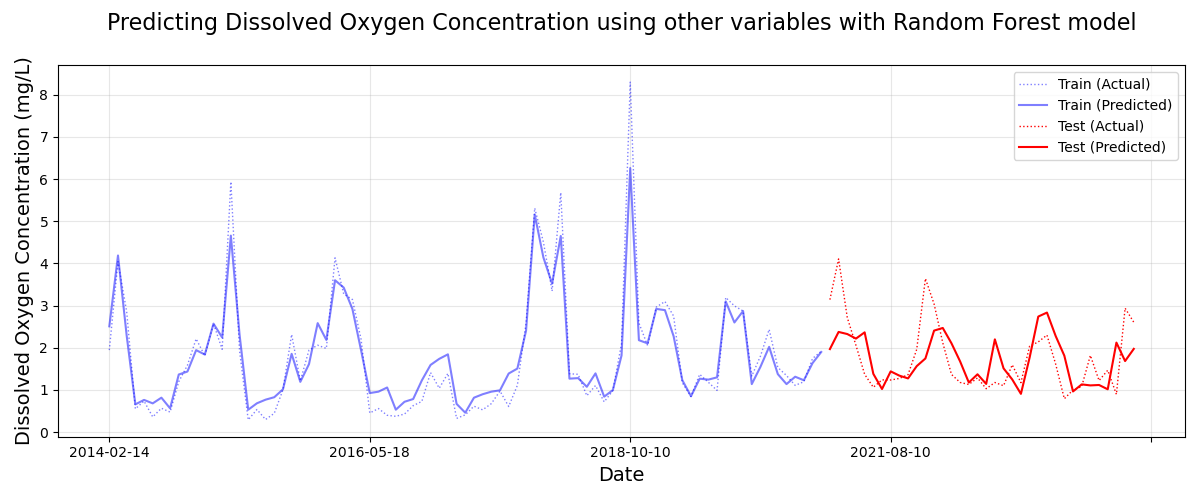 Predicting Dissolved Oxygen Concentration using other variables with Random Forest model
Dissolved Oxygen Concentration (mg/L)
8
7
6
5
4
3
2
1
0
Train (Actual)
Train (Predicted)
Test (Actual)
Test (Predicted)
2014-02-14
2016-05-18
2018-10-10
2021-08-10
Date